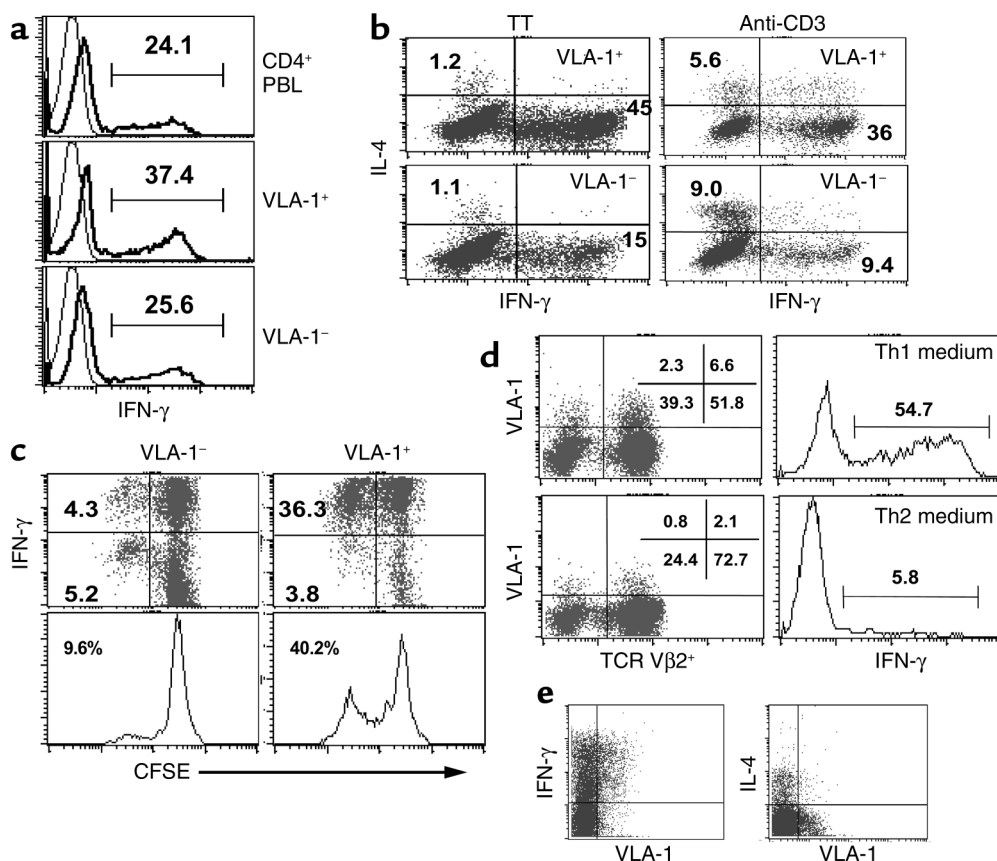 a
24.1
CD4⁺
PBL
37.4
VLA-1⁺
25.6
VLA-1⁻
IFN-γ
b
TT
Anti-CD3
IL-4
1.2
VLA-1⁺
45
5.6
VLA-1⁺
36
1.1
VLA-1⁻
15
9.0
VLA-1⁻
9.4
IFN-γ
IFN-γ
c
VLA-1⁻
VLA-1⁺
IFN-γ
4.3
36.3
5.2
3.8
9.6%
40.2%
CFSE
d
VLA-1
2.3 6.6
39.3 51.8
Th1 medium
54.7
VLA-1
0.8 2.1
24.4 72.7
Th2 medium
5.8
TCR Vβ2⁺
IFN-γ
e
IFN-γ
IL-4
VLA-1
VLA-1